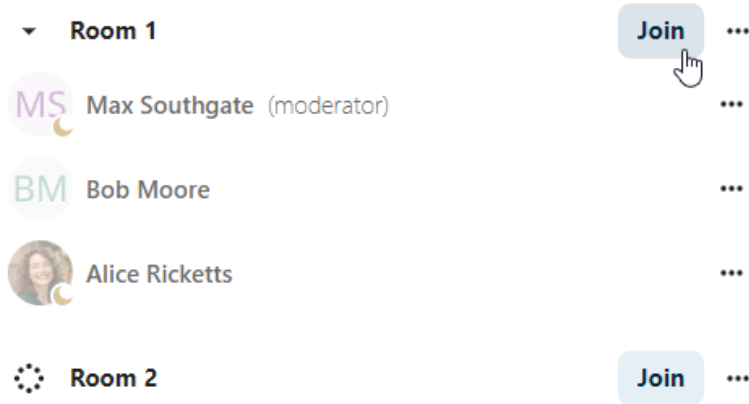 Room 1 Join
MS Max Southgate (moderator)
BM Bob Moore
Alice Ricketts
Room 2 Join